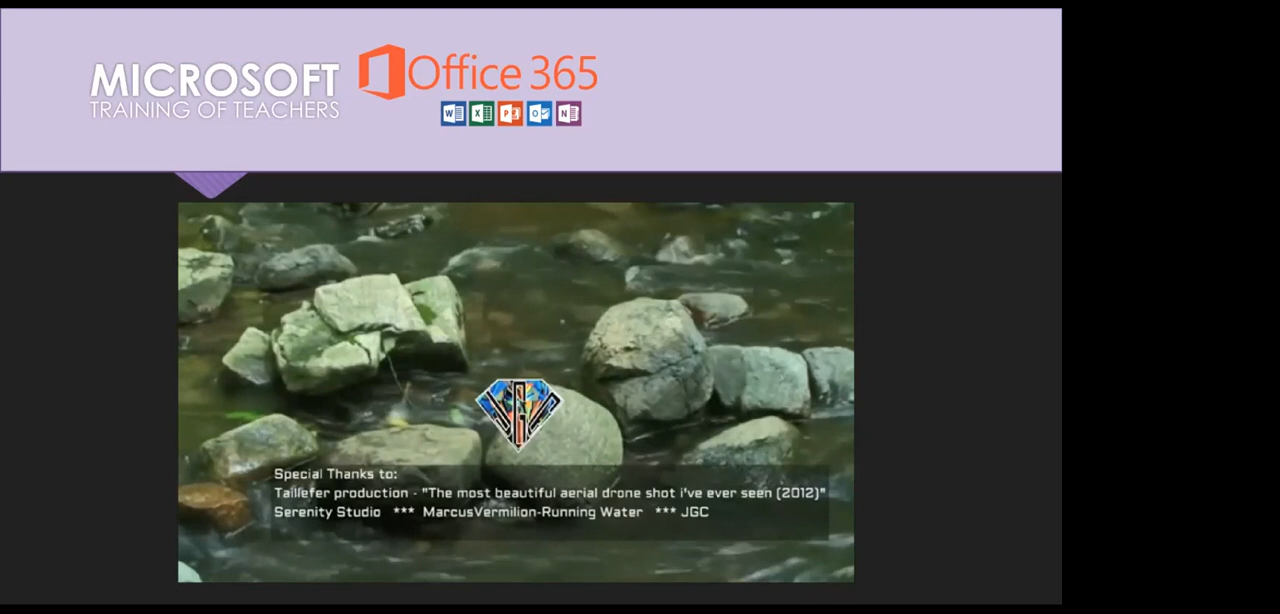 MICROSOFT
TRAINING OF TEACHERS
Office 365
W X P O N
Special Thanks to:
Taillefer production - "The most beautiful aerial drone shot i've ever seen (2012)"
Serenity Studio *** MarcusVermilion-Running Water *** JGC